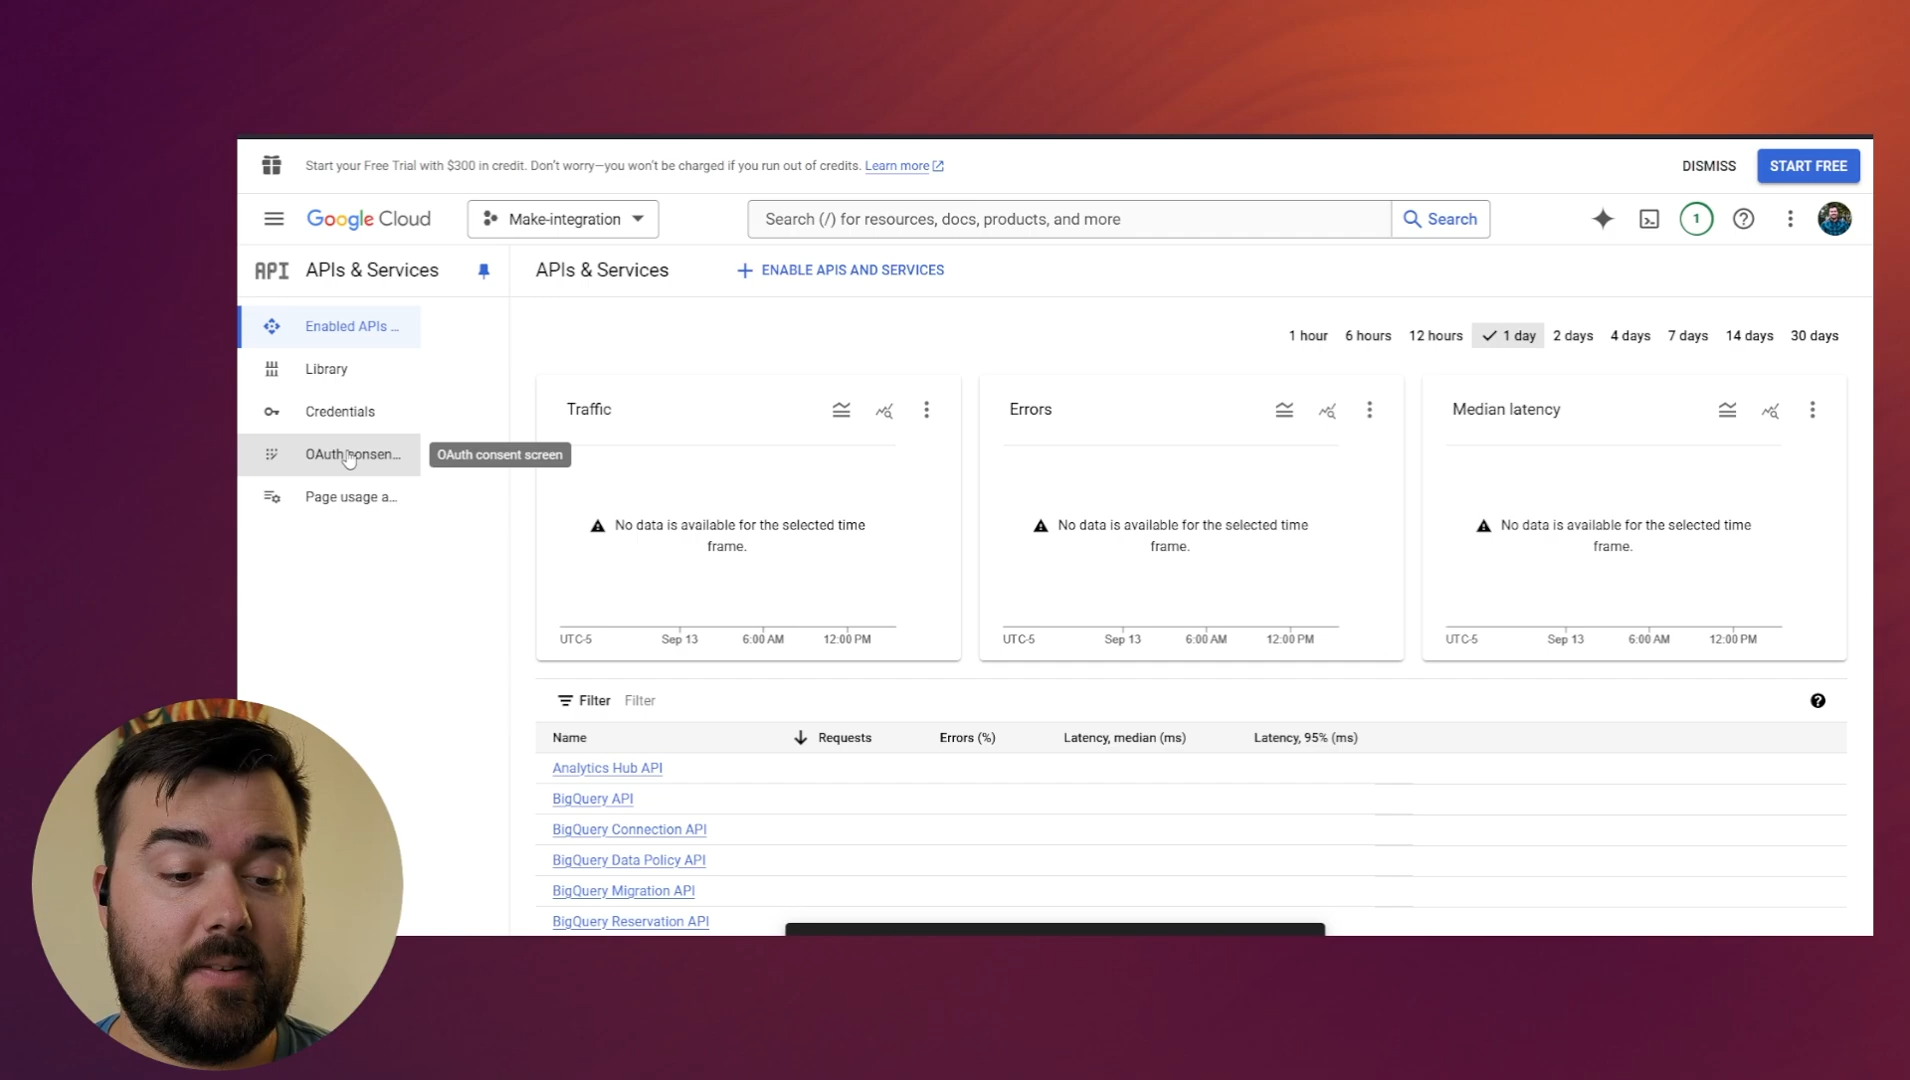 Start your Free Trial with $300 in credit. Don't worry—you won't be charged if you run out of credits. Learn more
DISMISS
START FREE
Google Cloud
Make-integration
Search (/) for resources, docs, products, and more
Search
1
API
APIs & Services
APIs & Services
ENABLE APIS AND SERVICES
Enabled APIs ...
Library
Credentials
OAuth consen...
OAuth consent screen
Page usage a...
1 hour
6 hours
12 hours
1 day
2 days
4 days
7 days
14 days
30 days
Traffic
No data is available for the selected time
frame.
UTC-5
Sep 13
6:00 AM
12:00 PM
Errors
No data is available for the selected time
frame.
UTC-5
Sep 13
6:00 AM
12:00 PM
Median latency
No data is available for the selected time
frame.
UTC-5
Sep 13
6:00 AM
12:00 PM
Filter
Filter
Name
Requests
Errors (%)
Latency, median (ms)
Latency, 95% (ms)
Analytics Hub API
BigQuery API
BigQuery Connection API
BigQuery Data Policy API
BigQuery Migration API
BigQuery Reservation API